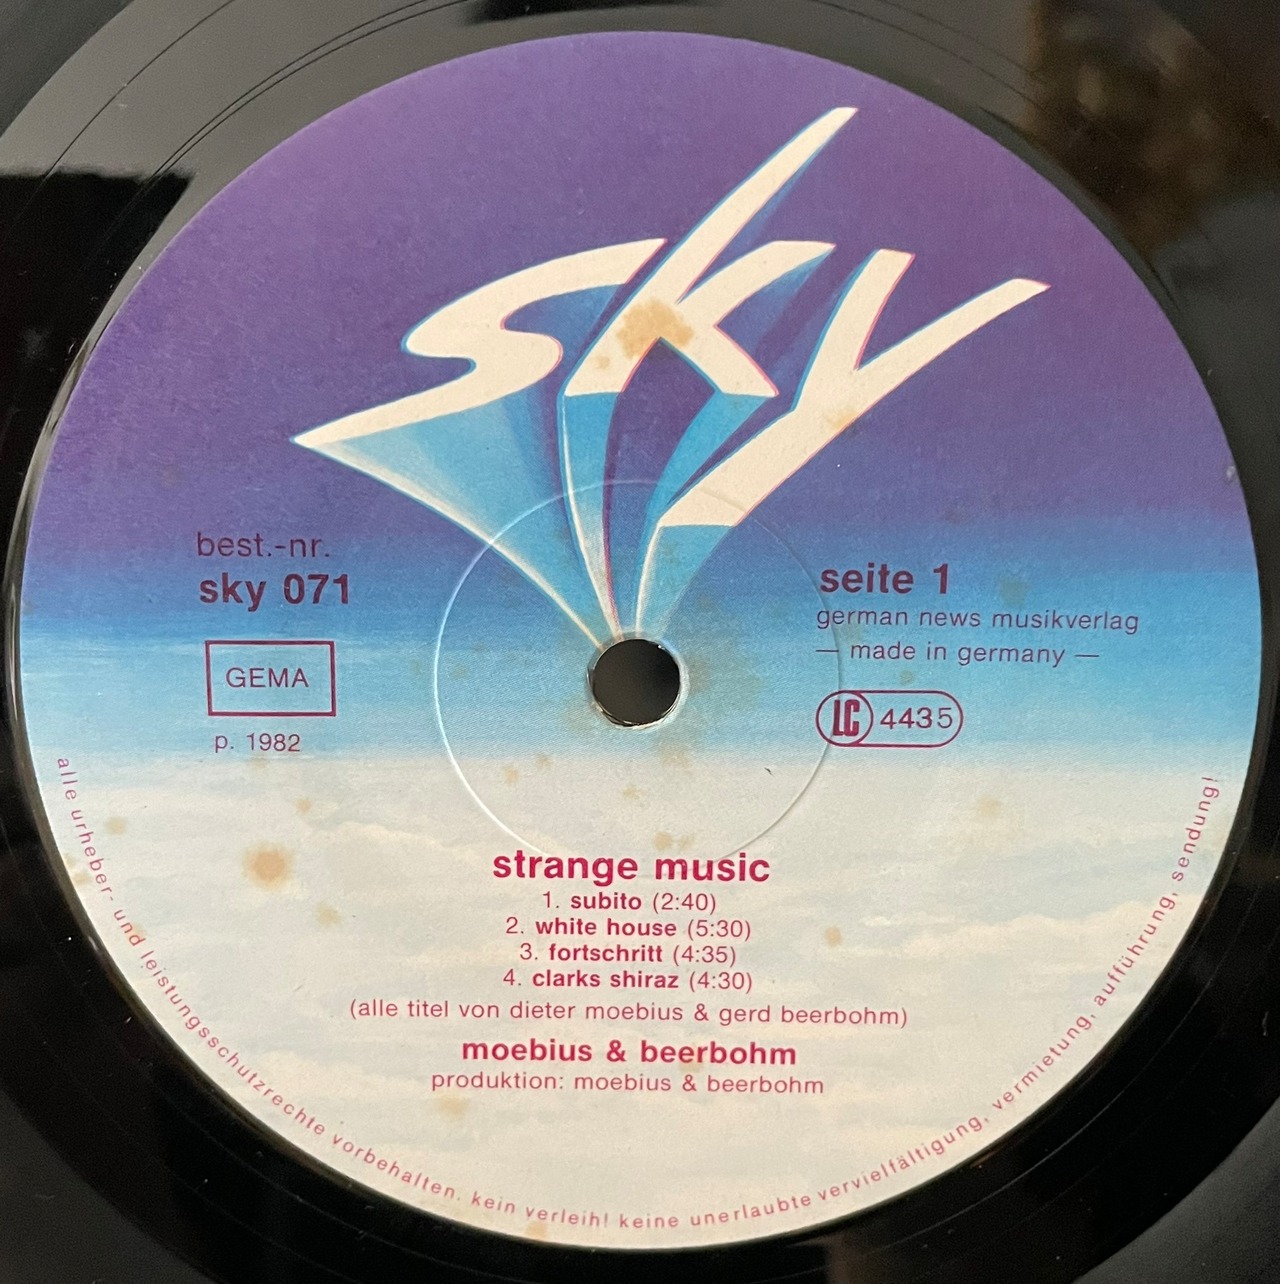 sky
best.-nr.
sky 071
GEMA
p. 1982
seite 1
german news musikverlag
— made in germany —
LC 4435
strange music
1. subito (2:40)
2. white house (5:30)
3. fortschritt (4:35)
4. clarks shiraz (4:30)
(alle titel von dieter moebius & gerd beerbohm)
moebius & beerbohm
produktion: moebius & beerbohm
alle urheber- und leistungsschutzrechte vorbehalten. kein verleih! keine unerlaubte vervielfältigung, vermietung, aufführung, sendung!